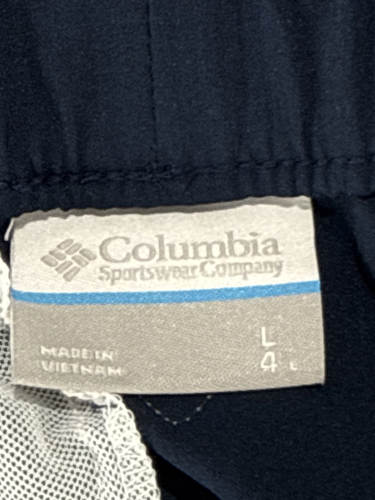 Columbia
Sportswear Company
MADE IN
VIETNAM
L
4 L